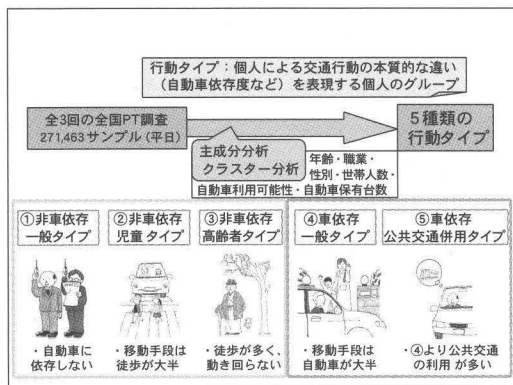 行動タイプ：個人による交通行動の本質的な違い
（自動車依存度など）を表現する個人のグループ
全3回の全国PT調査
271,463サンプル（平日）
5種類の
行動タイプ
主成分分析
クラスター分析
年齢・職業・
性別・世帯人数・
自動車利用可能性・自動車保有台数
①非車依存
一般タイプ
・自動車に
依存しない
②非車依存
児童タイプ
・移動手段は
徒歩が大半
③非車依存
高齢者タイプ
・徒歩が多く、
動き回らない
④車依存
一般タイプ
・移動手段は
自動車が大半
⑤車依存
公共交通併用タイプ
・④より公共交通
の利用 が多い